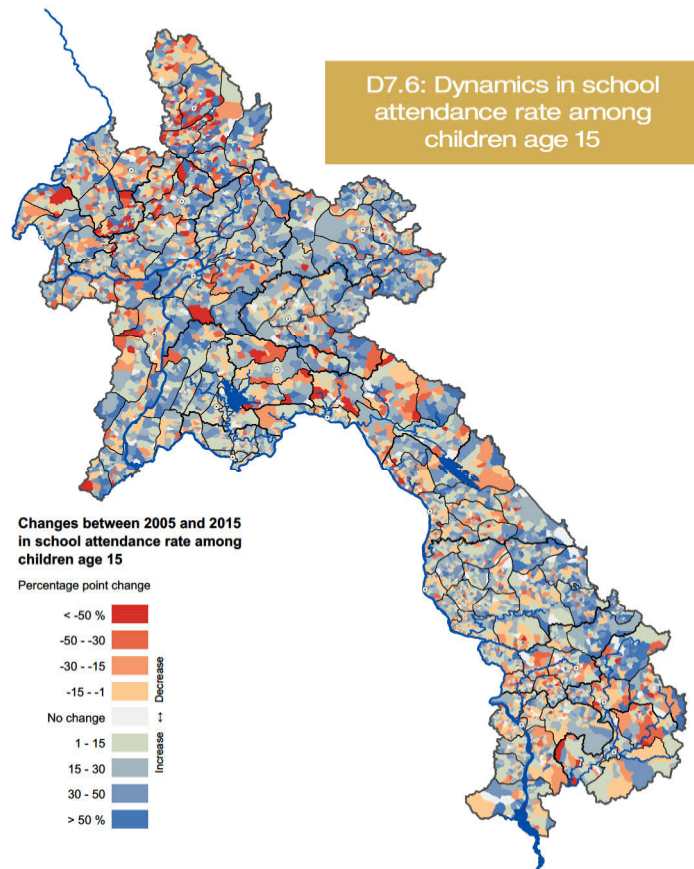 D7.6: Dynamics in school
attendance rate among
children age 15
Changes between 2005 and 2015
in school attendance rate among
children age 15
Percentage point change
< -50 %
-50 - -30
-30 - -15
-15 - -1
No change
1 - 15
15 - 30
30 - 50
> 50 %
Decrease
↔
Increase